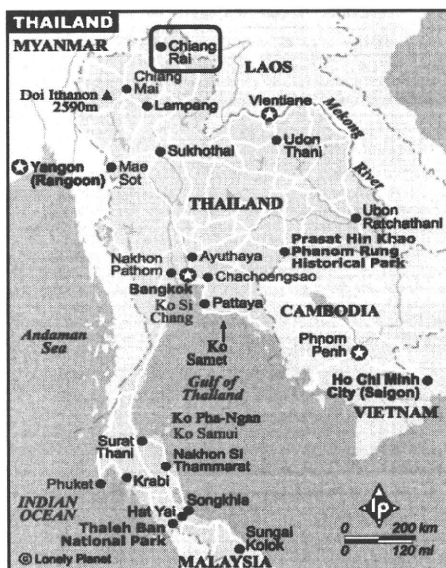 THAILAND
MYANMAR
Chiang
Rai
LAOS
Chiang
Mai
Doi Ithanon
2590m
Lampang
Vientiane
Mekong
River
Udon
Thani
Sukhothai
Yangon
(Rangoon)
Mae
Sot
THAILAND
Ubon
Ratchathani
Prasat Hin Khao
Phanom Rung
Historical Park
Ayuthaya
Nakhon
Pathom
Chachoengsao
Bangkok
Ko Si
Chang
Pattaya
CAMBODIA
Andaman
Sea
Ko
Samet
Phnom
Penh
Gulf of
Thailand
Ho Chi Minh
City (Saigon)
VIETNAM
Ko Pha-Ngan
Ko Samui
Surat
Thani
Nakhon Si
Thammarat
Phuket
Krabi
INDIAN
OCEAN
Hat Yai
Songkhla
Thaleh Ban
National Park
Sungai
Kolok
lp
0 200 km
0 120 mi
© Lonely Planet
MALAYSIA